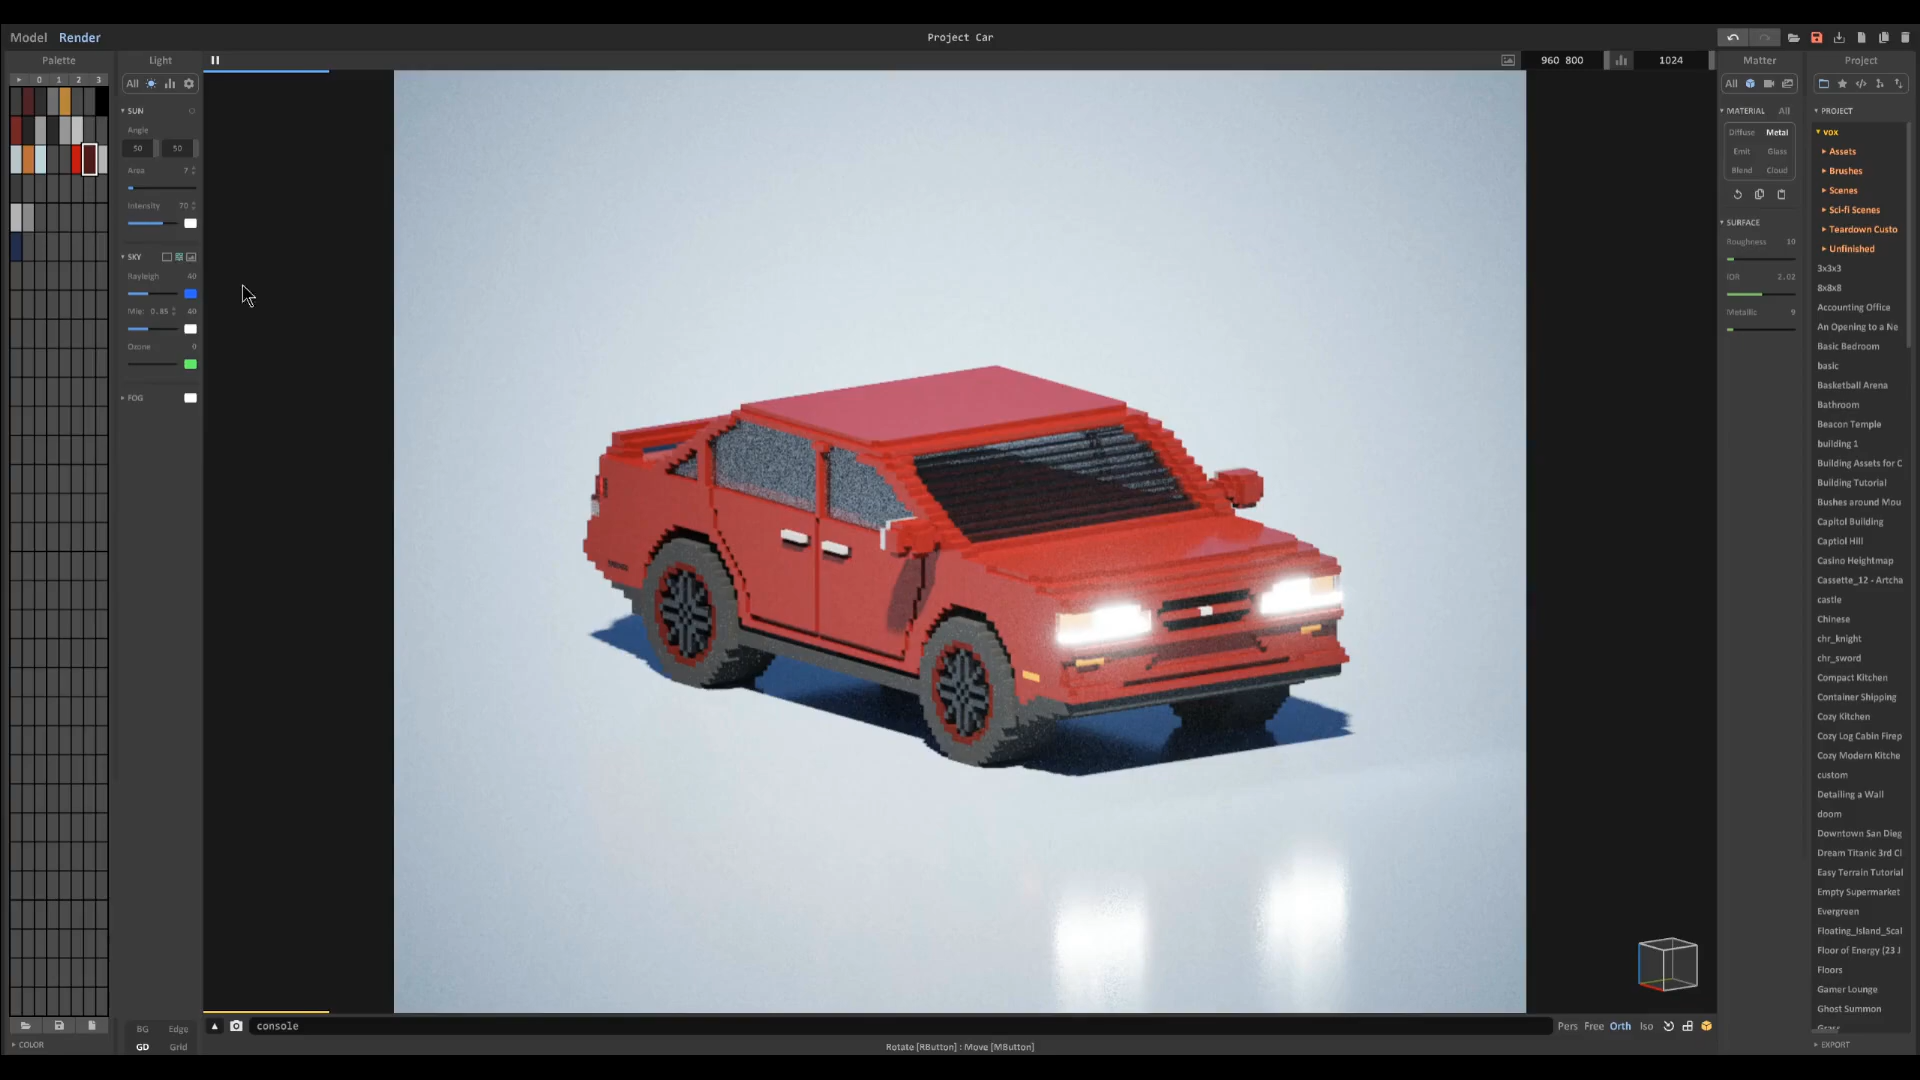 Model Render
Project Car
960 800
1024
Palette
Light
Matter
Project
0 1 2 3
All
SUN
Angle
50 50
Area 7
Intensity 70
SKY
Rayleigh 40
Mie: 0.85 40
Ozone 0
FOG
All
MATERIAL All
Diffuse Metal
Emit Glass
Blend Cloud
SURFACE
Roughness 10
IOR 2.02
Metallic 9
PROJECT
vox
Assets
Brushes
Scenes
Sci-fi Scenes
Teardown Custo
Unfinished
3x3x3
8x8x8
Accounting Office
An Opening to a Ne
Basic Bedroom
basic
Basketball Arena
Bathroom
Beacon Temple
building 1
Building Assets for C
Building Tutorial
Bushes around Mou
Capitol Building
Captiol Hill
Casino Heightmap
Cassette_12 - Artcha
castle
Chinese
chr_knight
chr_sword
Compact Kitchen
Container Shipping
Cozy Kitchen
Cozy Log Cabin Firep
Cozy Modern Kitche
custom
Detailing a Wall
doom
Downtown San Dieg
Dream Titanic 3rd Cl
Easy Terrain Tutorial
Empty Supermarket
Evergreen
Floating_Island_Scal
Floor of Energy (23 J
Floors
Gamer Lounge
Ghost Summon
EXPORT
BG Edge
GD Grid
COLOR
console
Pers Free Orth Iso
Rotate [RButton] : Move [MButton]